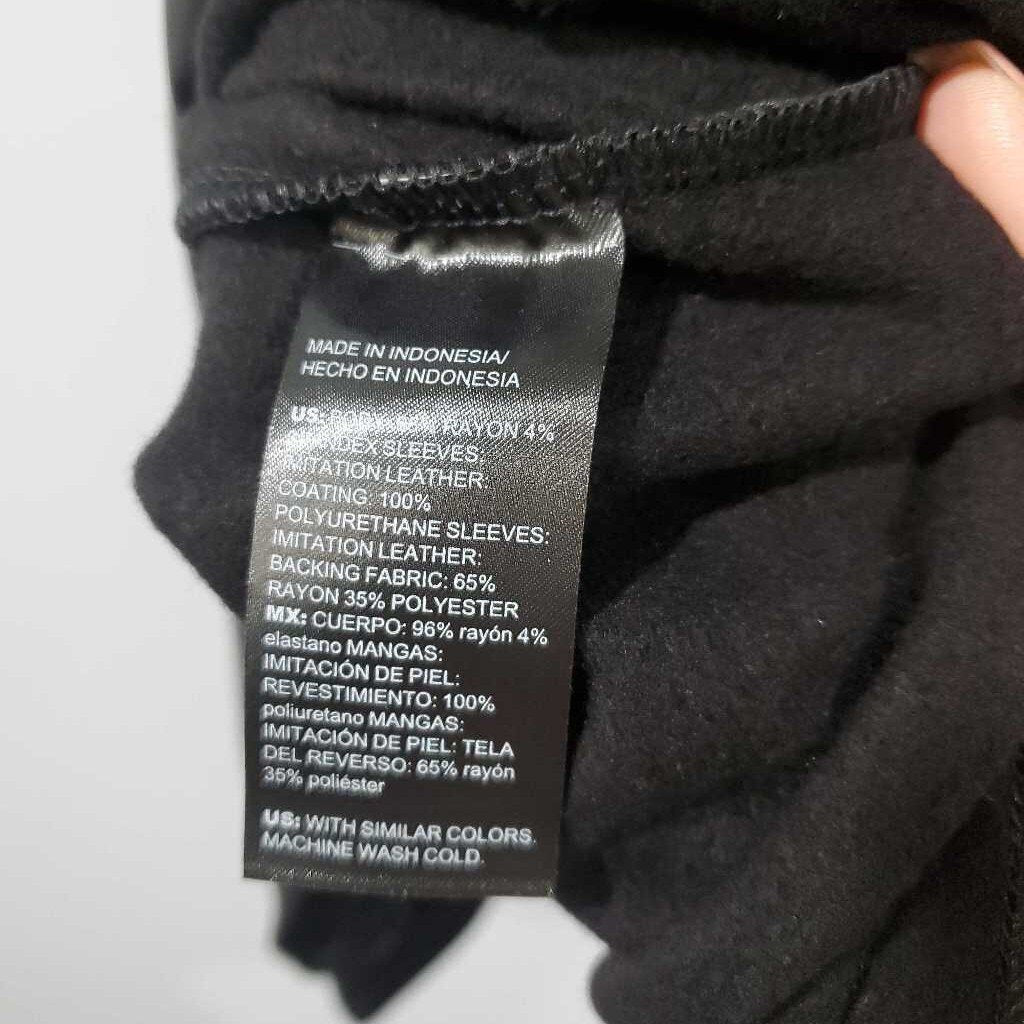 MADE IN INDONESIA/
HECHO EN INDONESIA
US: RAYON 4%
SLEEVES:
IMITATION LEATHER:
COATING: 100%
POLYURETHANE SLEEVES:
IMITATION LEATHER:
BACKING FABRIC: 65%
RAYON 35% POLYESTER
MX: CUERPO: 96% rayón 4%
elastano MANGAS:
IMITACIÓN DE PIEL:
REVESTIMIENTO: 100%
poliuretano MANGAS:
IMITACIÓN DE PIEL: TELA
DEL REVERSO: 65% rayón
35% poliéster
US: WITH SIMILAR COLORS.
MACHINE WASH COLD.